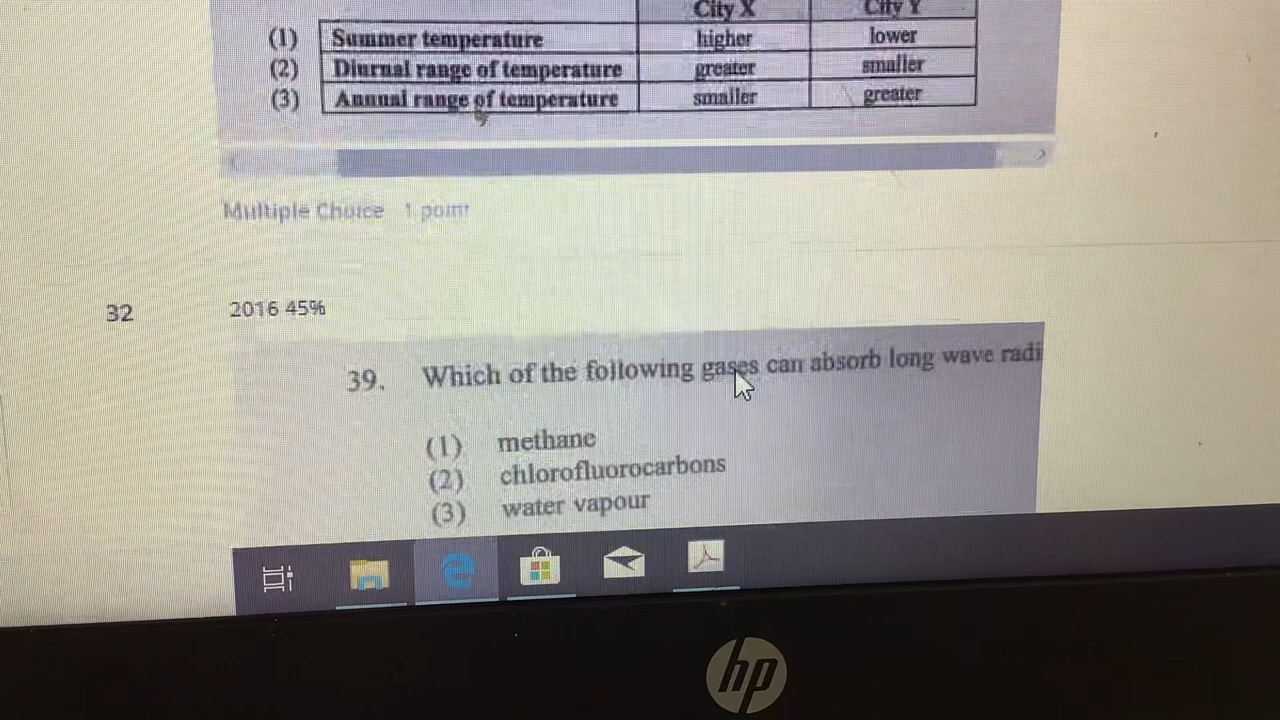 City X City Y
(1) Summer temperature higher lower
(2) Diurnal range of temperature greater smaller
(3) Annual range of temperature smaller greater
Multiple Choice 1 point
32 2016 45%
39. Which of the following gases can absorb long wave radi
(1) methane
(2) chlorofluorocarbons
(3) water vapour
hp